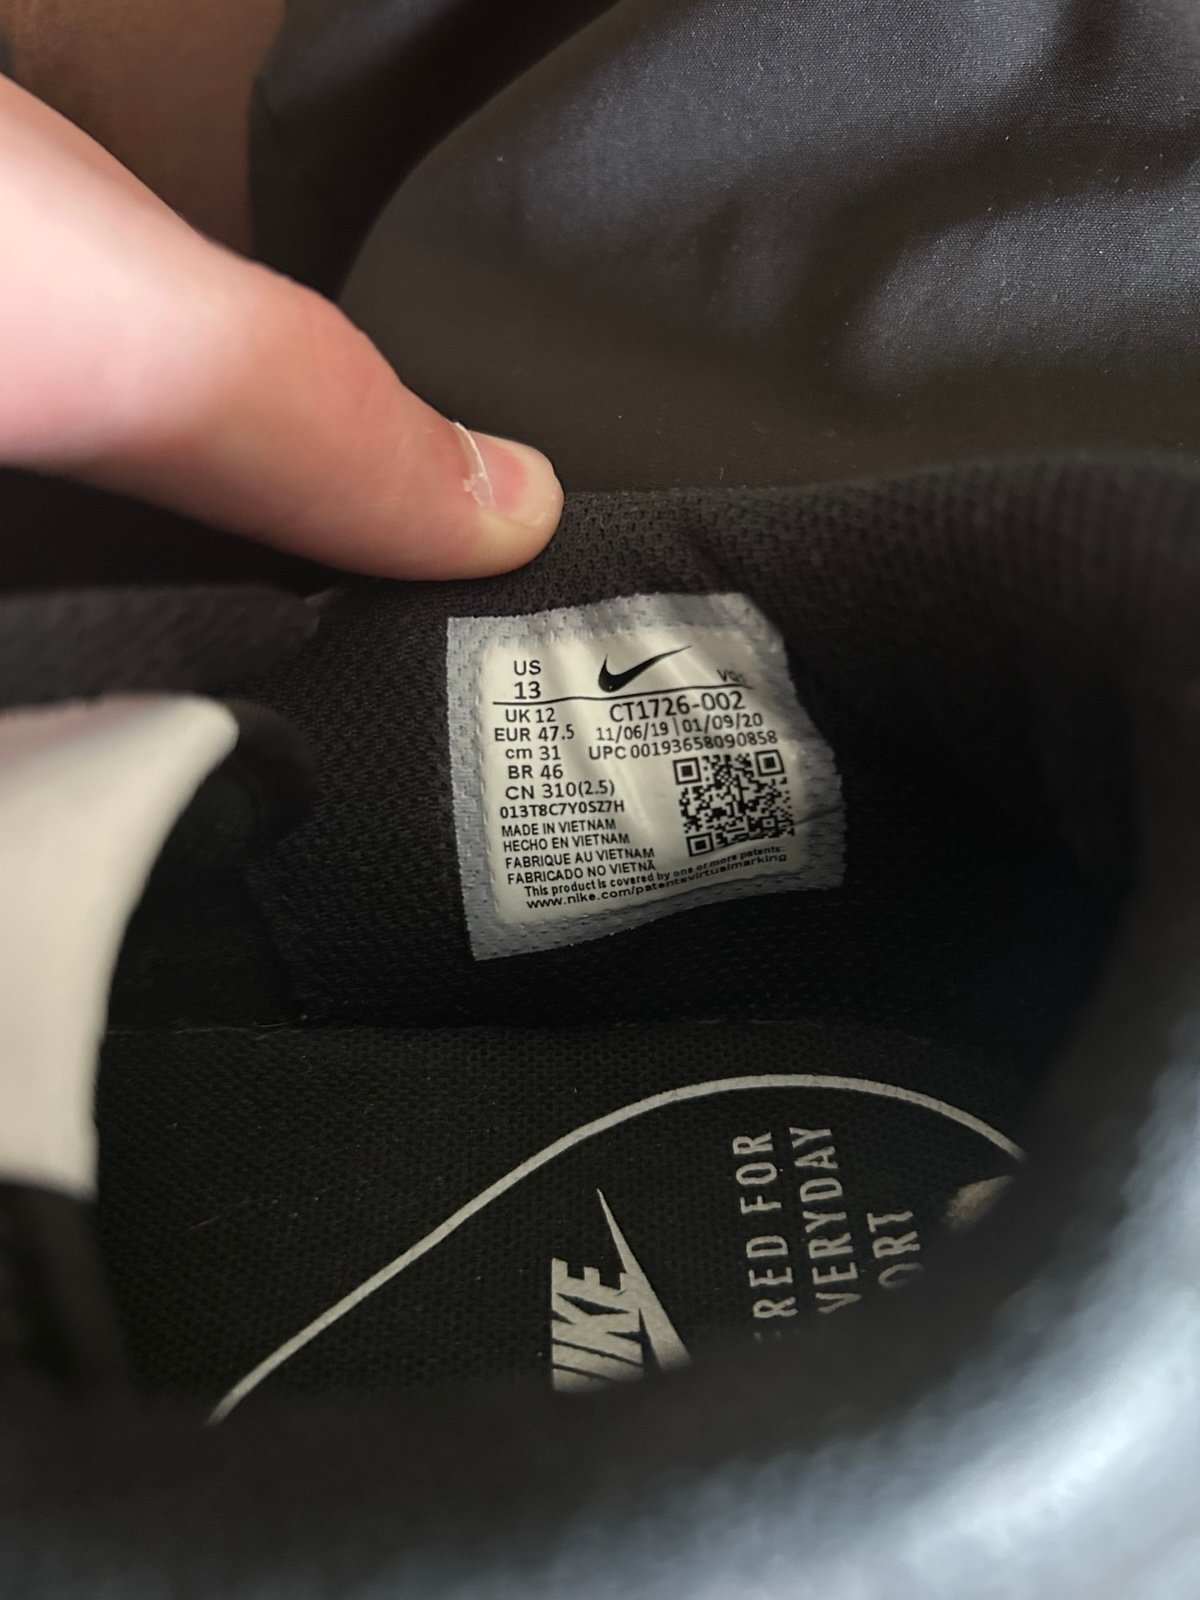 US
13
UK 12
EUR 47.5
cm 31
BR 46
CN 310(2.5)
CT1726-002
11/06/19 | 01/09/20
UPC 00193658090858
013T8C7Y0SZ7H
MADE IN VIETNAM
HECHO EN VIETNAM
FABRIQUE AU VIETNAM
FABRICADO NO VIETNÃ
This product is covered by one or more patents:
www.nike.com/patentsvirtualmarking
NIKE
RED FOR
VERYDAY
ORT